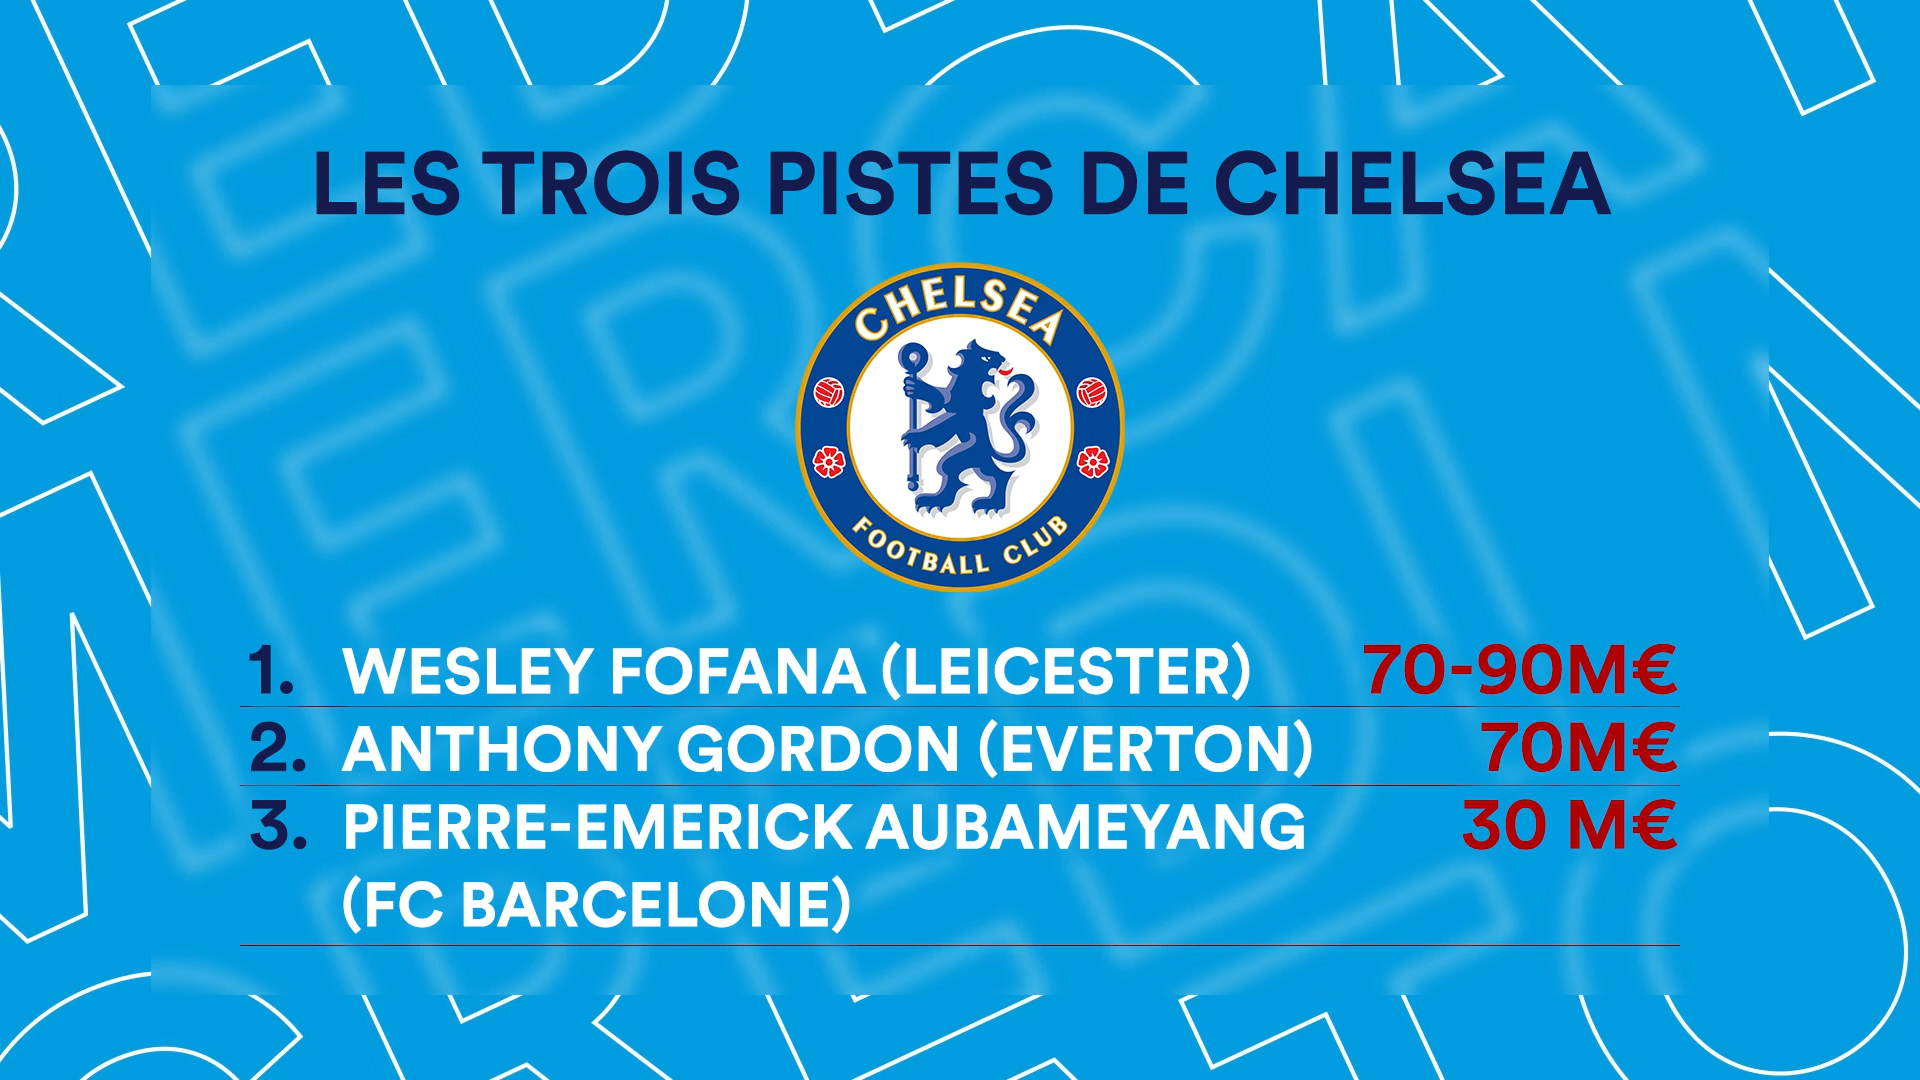 LES TROIS PISTES DE CHELSEA
CHELSEA
FOOTBALL CLUB
1. WESLEY FOFANA (LEICESTER) 70-90M€
2. ANTHONY GORDON (EVERTON) 70M€
3. PIERRE-EMERICK AUBAMEYANG 30 M€
(FC BARCELONE)